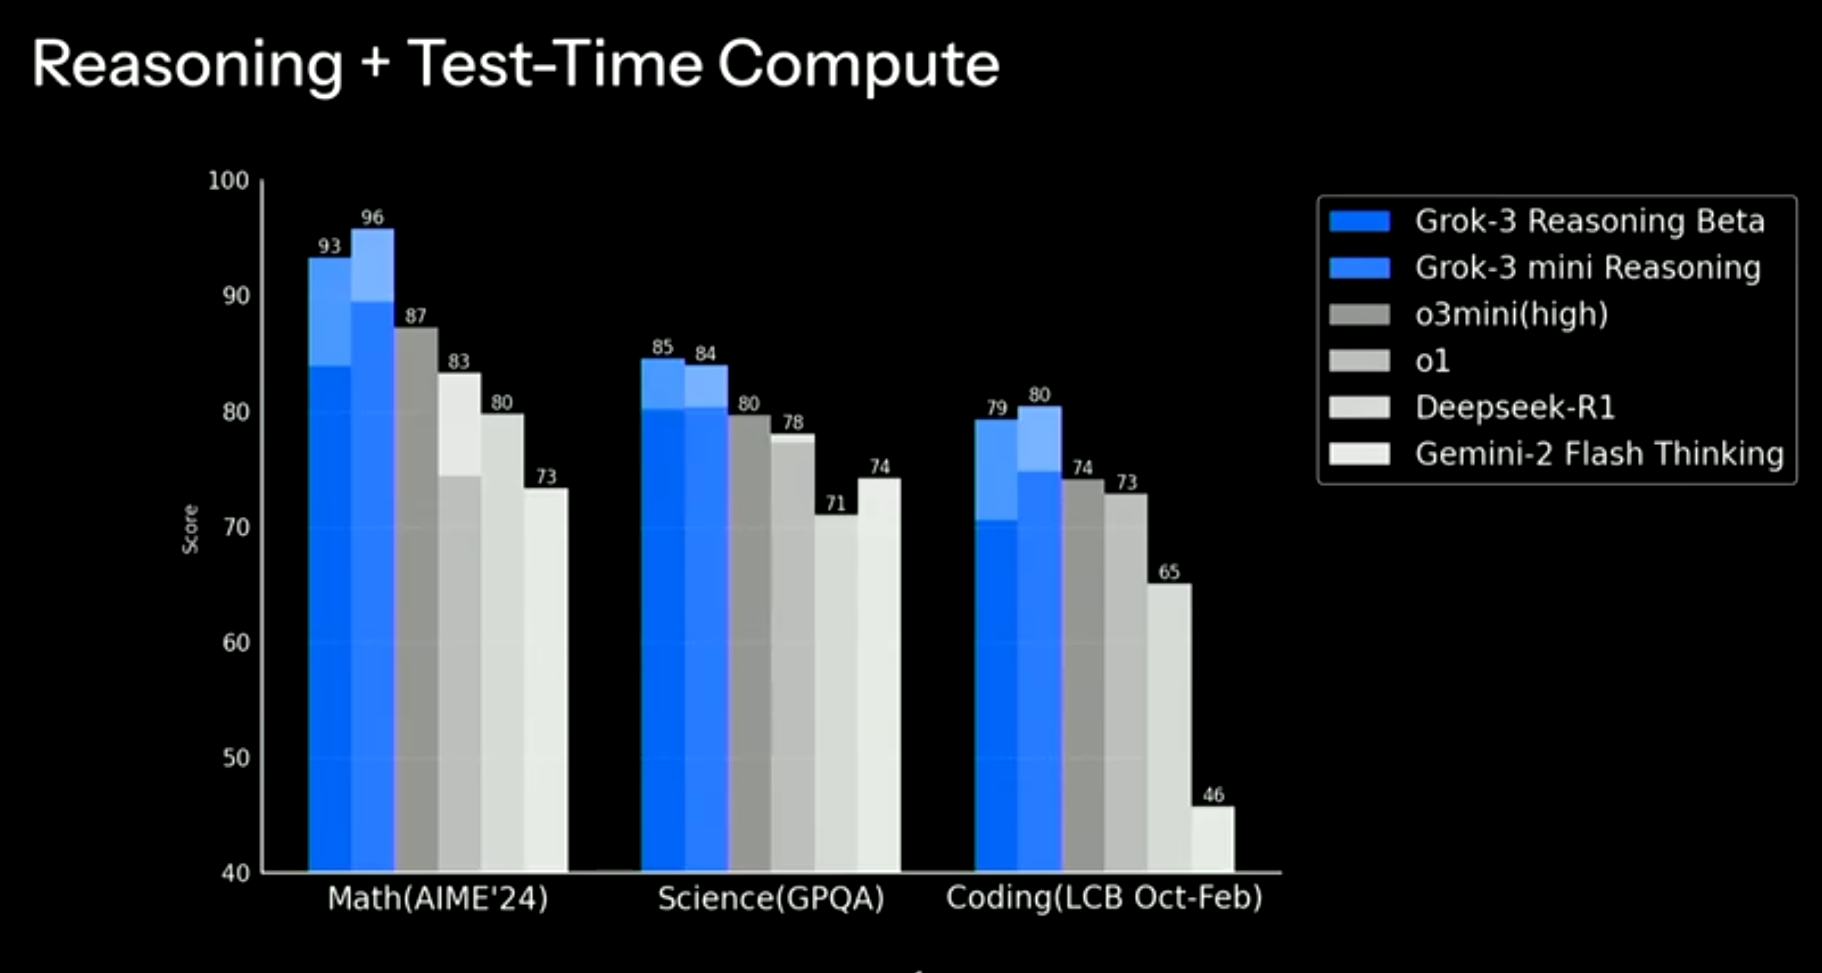 Reasoning + Test-Time Compute
100
90
80
70
60
50
40
Score
93
96
87
83
80
73
85
84
80
78
71
74
79
80
74
73
65
46
Math(AIME'24)
Science(GPQA)
Coding(LCB Oct-Feb)
Grok-3 Reasoning Beta
Grok-3 mini Reasoning
o3mini(high)
o1
Deepseek-R1
Gemini-2 Flash Thinking